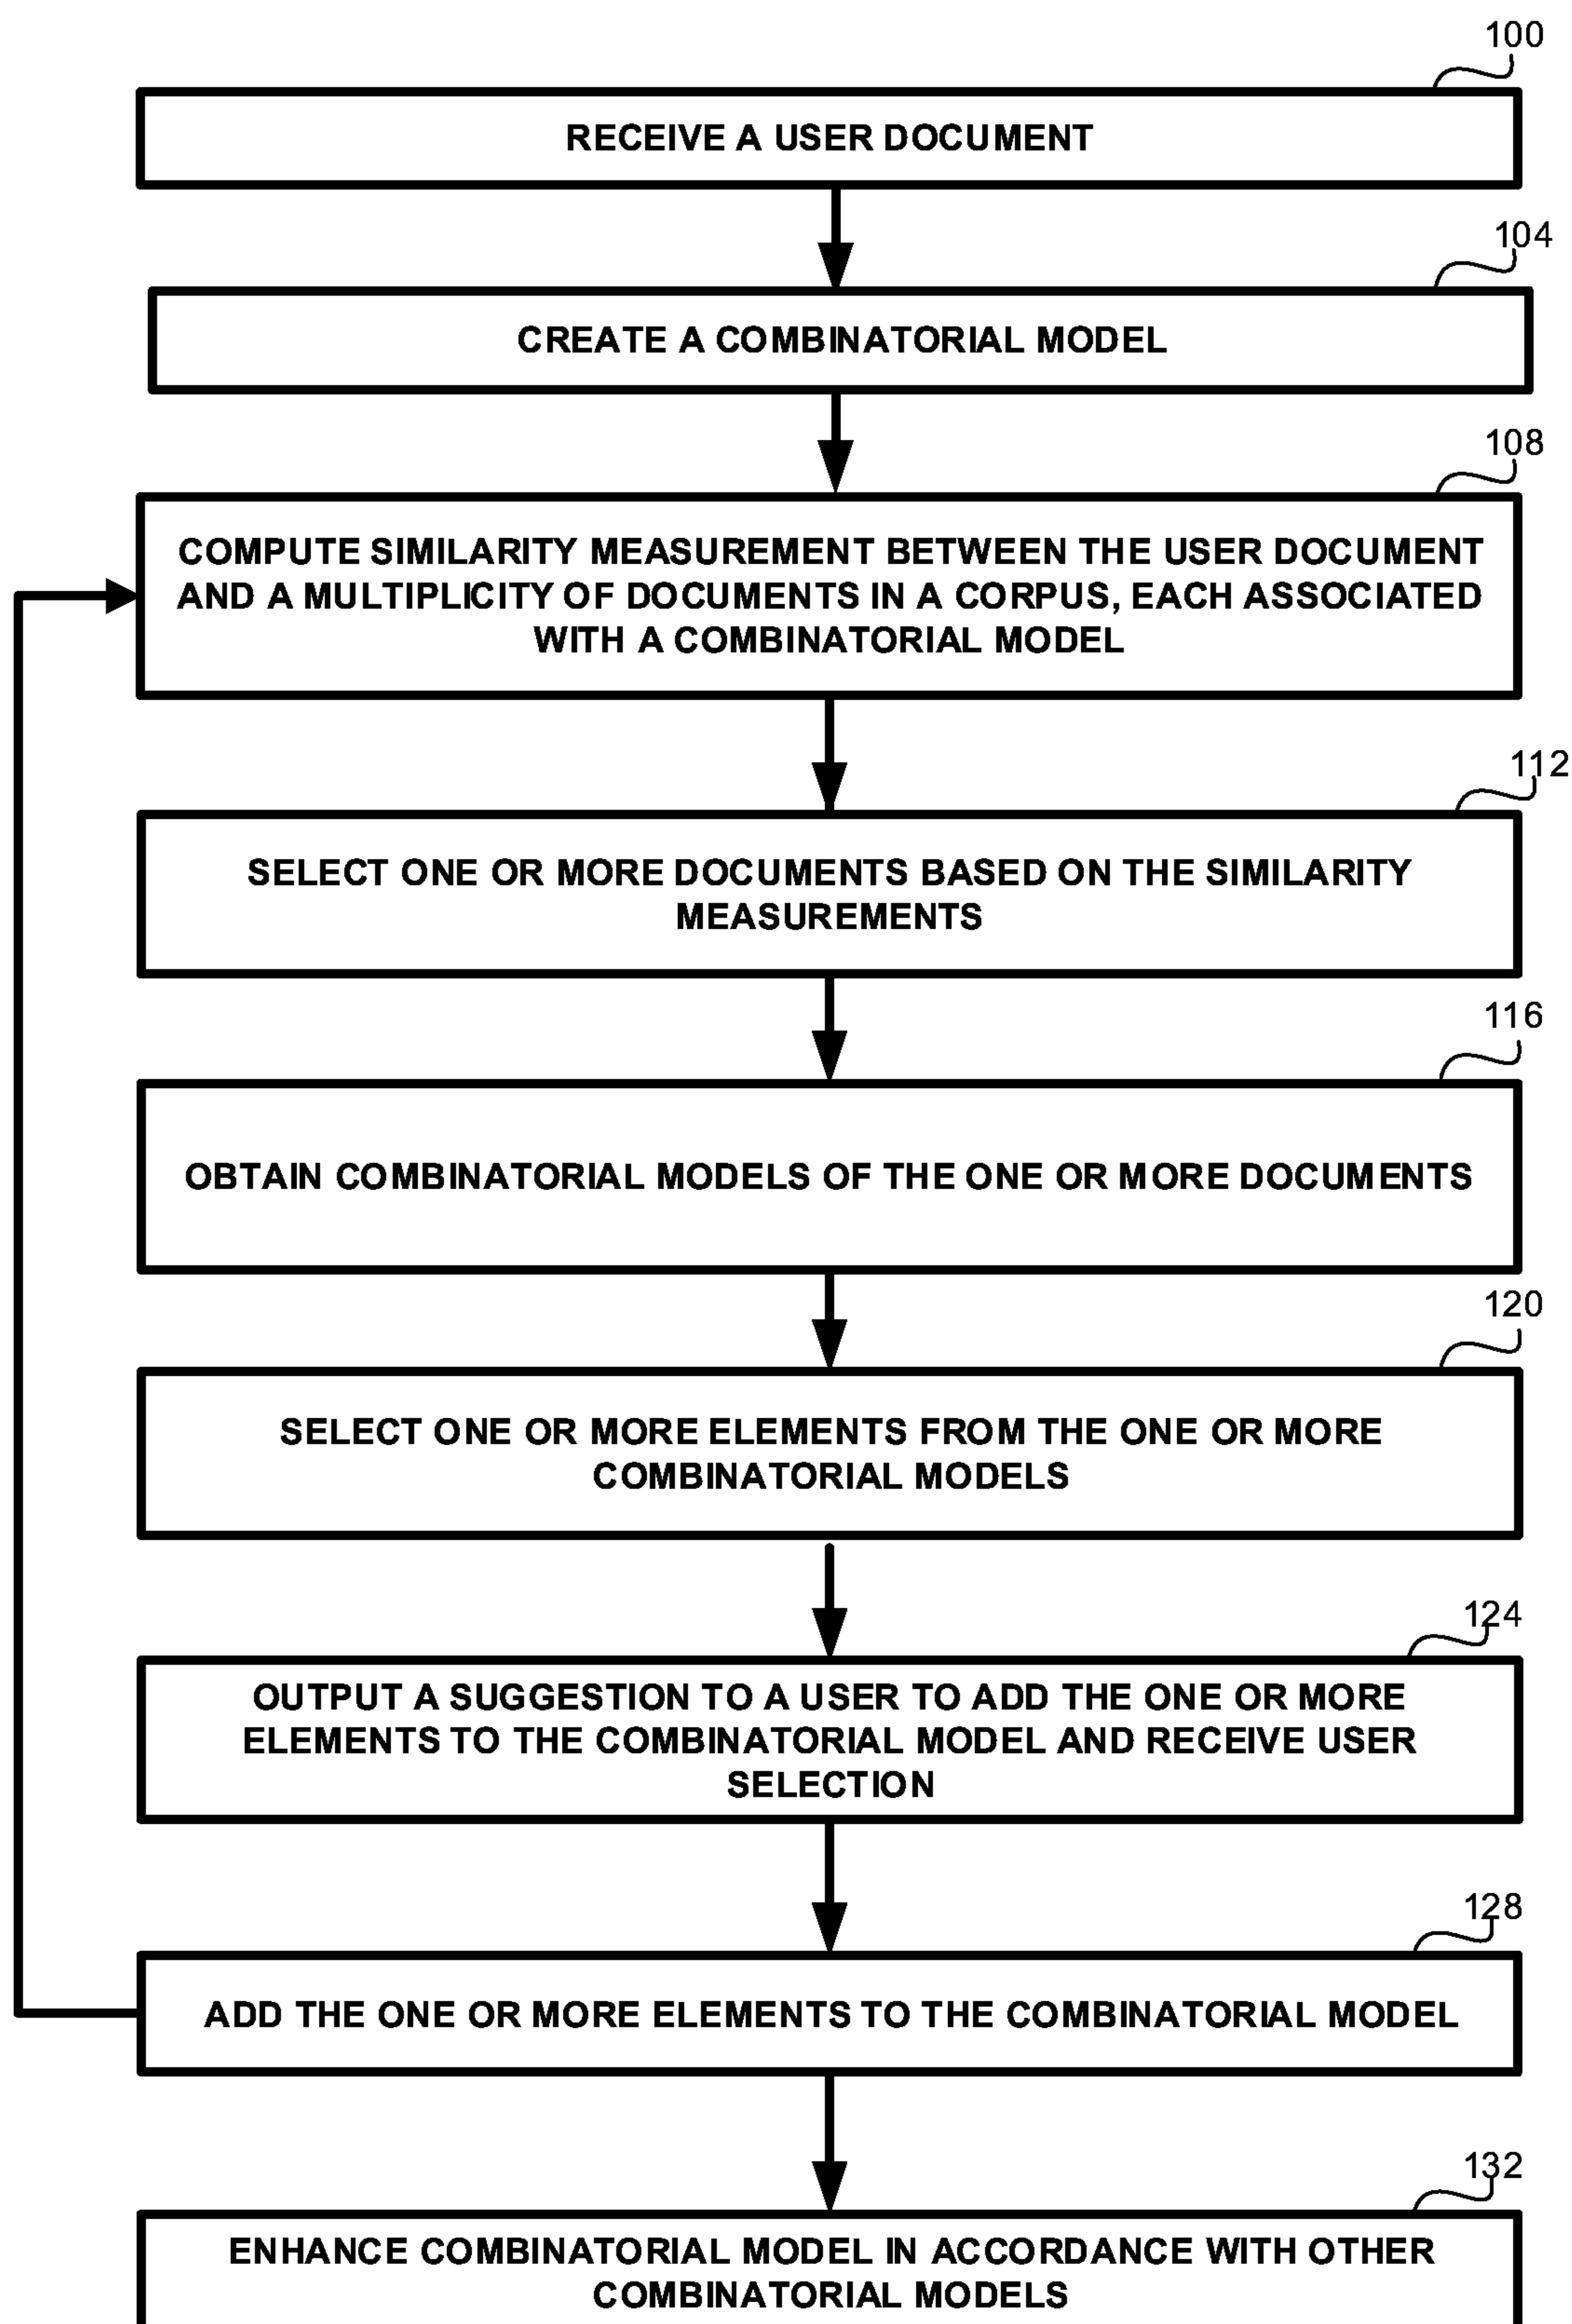 100
RECEIVE A USER DOCUMENT
104
CREATE A COMBINATORIAL MODEL
108
COMPUTE SIMILARITY MEASUREMENT BETWEEN THE USER DOCUMENT
AND A MULTIPLICITY OF DOCUMENTS IN A CORPUS, EACH ASSOCIATED
WITH A COMBINATORIAL MODEL
112
SELECT ONE OR MORE DOCUMENTS BASED ON THE SIMILARITY
MEASUREMENTS
116
OBTAIN COMBINATORIAL MODELS OF THE ONE OR MORE DOCUMENTS
120
SELECT ONE OR MORE ELEMENTS FROM THE ONE OR MORE
COMBINATORIAL MODELS
124
OUTPUT A SUGGESTION TO A USER TO ADD THE ONE OR MORE
ELEMENTS TO THE COMBINATORIAL MODEL AND RECEIVE USER
SELECTION
128
ADD THE ONE OR MORE ELEMENTS TO THE COMBINATORIAL MODEL
132
ENHANCE COMBINATORIAL MODEL IN ACCORDANCE WITH OTHER
COMBINATORIAL MODELS